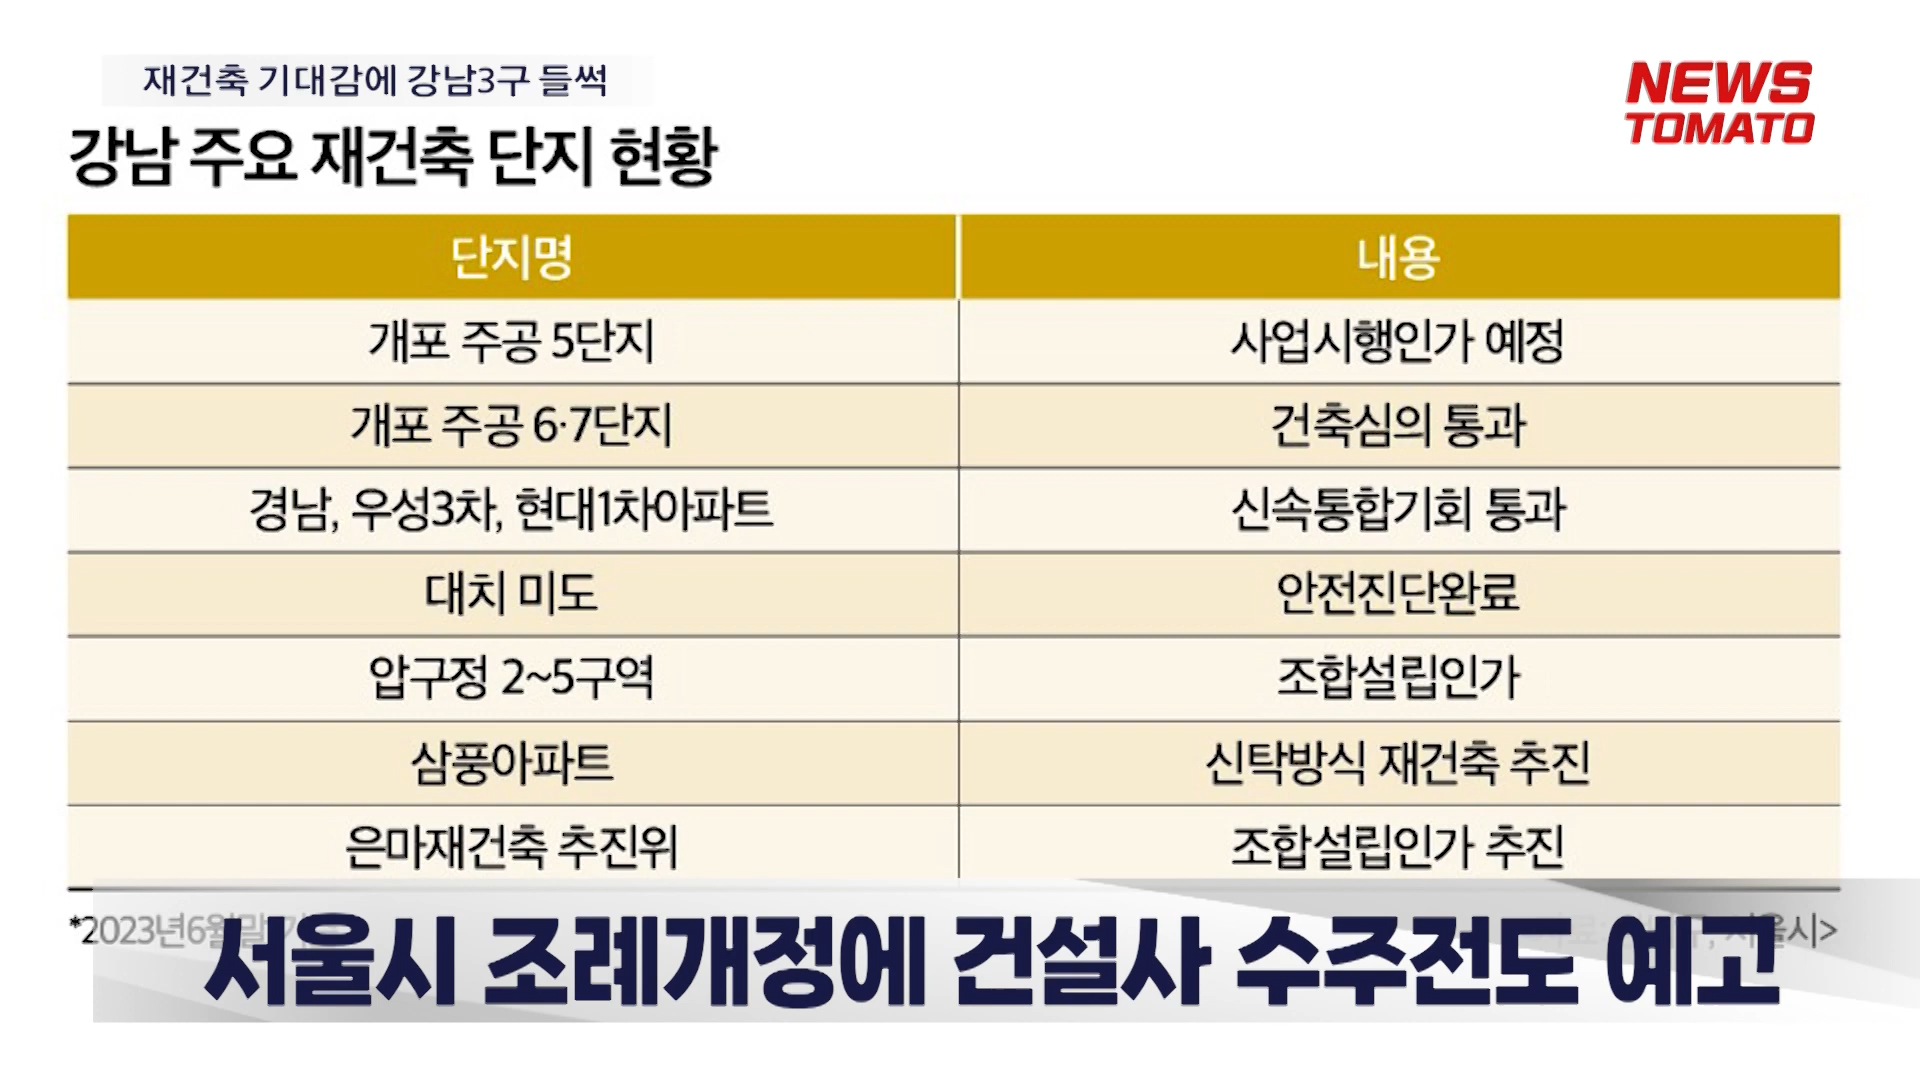 재건축 기대감에 강남3구 들썩
NEWS
TOMATO
강남 주요 재건축 단지 현황
단지명 내용
개포 주공 5단지 사업시행인가 예정
개포 주공 6·7단지 건축심의 통과
경남, 우성3차, 현대1차아파트 신속통합기회 통과
대치 미도 안전진단완료
압구정 2~5구역 조합설립인가
삼풍아파트 신탁방식 재건축 추진
은마재건축 추진위 조합설립인가 추진
*2023년6월말 서울시>
서울시 조례개정에 건설사 수주전도 예고